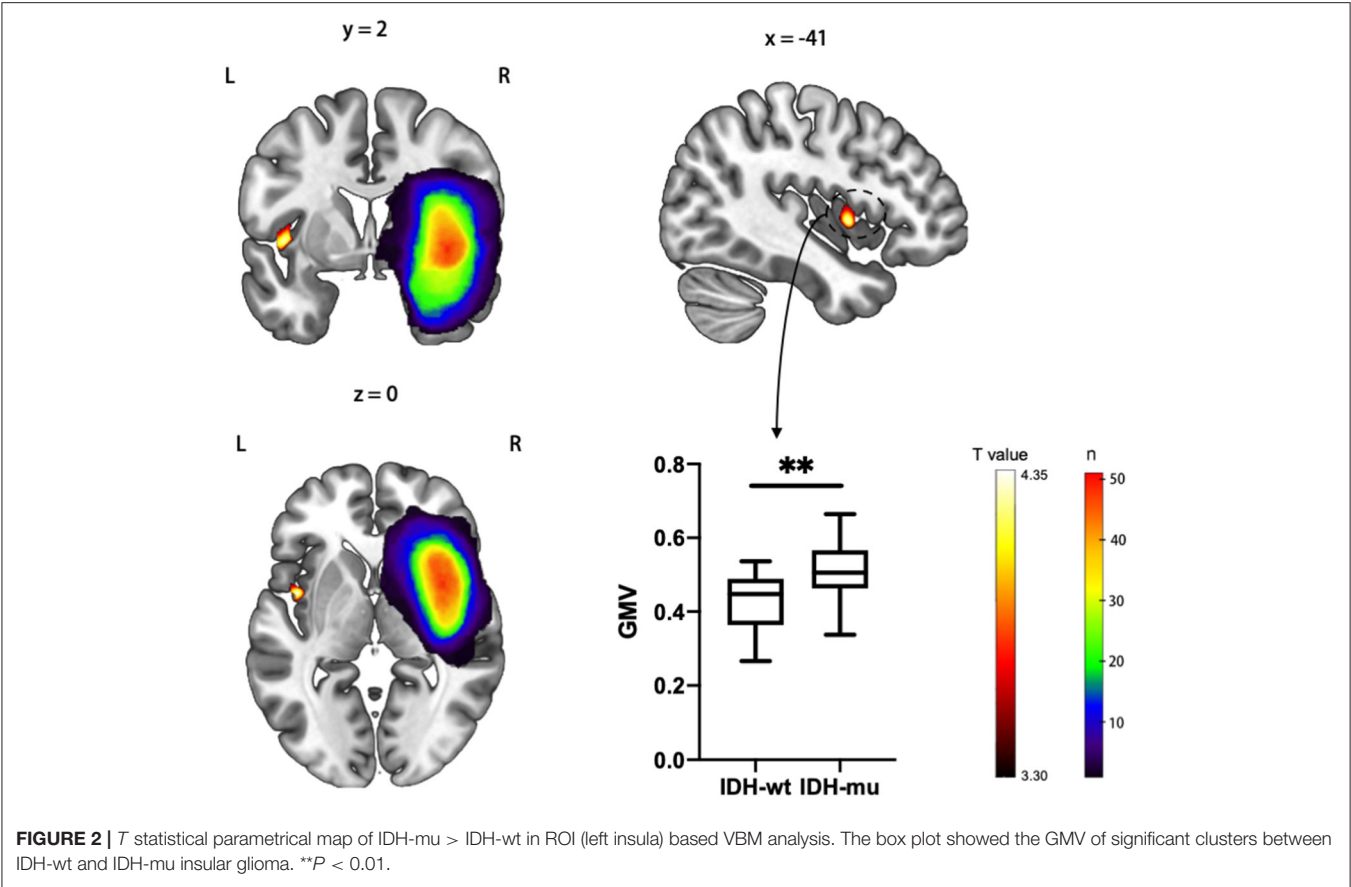 y = 2
x = -41
L
R
z = 0
L
R
T value
n
0.8
**
4.35
50
0.6
40
GMV
0.4
30
20
0.2
10
0.0
3.30
IDH-wt IDH-mu
FIGURE 2 | T statistical parametrical map of IDH-mu > IDH-wt in ROI (left insula) based VBM analysis. The box plot showed the GMV of significant clusters between
IDH-wt and IDH-mu insular glioma. **P < 0.01.